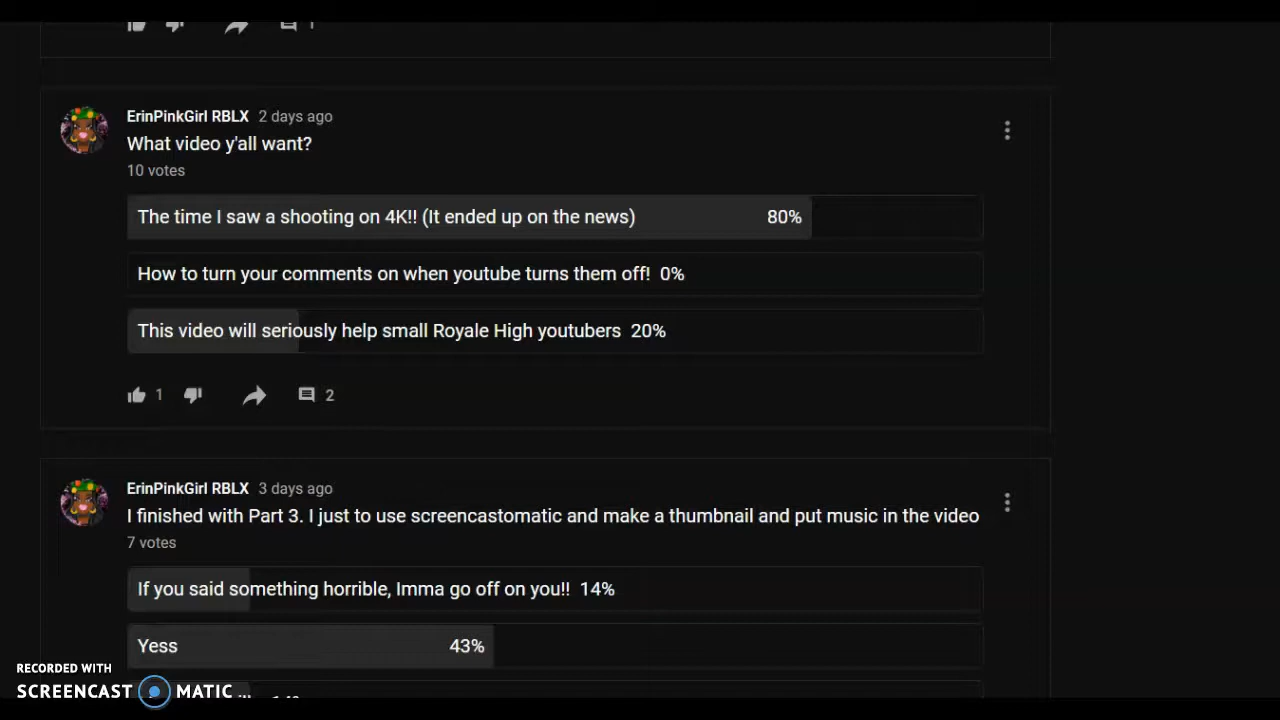 1
ErinPinkGirl RBLX 2 days ago
What video y'all want?
10 votes
The time I saw a shooting on 4K!! (It ended up on the news) 80%
How to turn your comments on when youtube turns them off! 0%
This video will seriously help small Royale High youtubers 20%
1 2
ErinPinkGirl RBLX 3 days ago
I finished with Part 3. I just to use screencastomatic and make a thumbnail and put music in the video
7 votes
If you said something horrible, Imma go off on you!! 14%
Yess 43%
RECORDED WITH
SCREENCAST MATIC